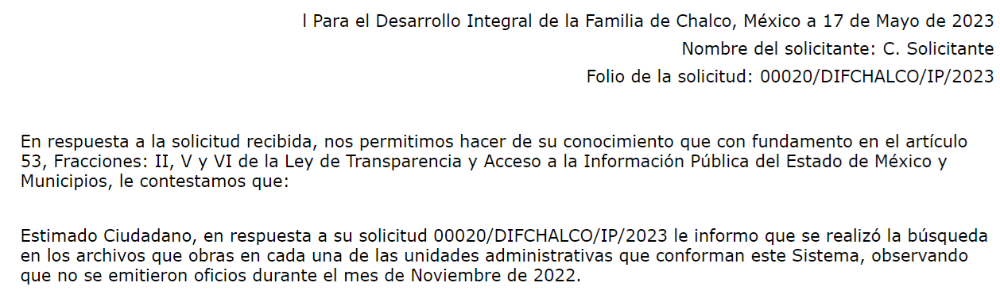 l Para el Desarrollo Integral de la Familia de Chalco, México a 17 de Mayo de 2023
Nombre del solicitante: C. Solicitante
Folio de la solicitud: 00020/DIFCHALCO/IP/2023
En respuesta a la solicitud recibida, nos permitimos hacer de su conocimiento que con fundamento en el artículo
53, Fracciones: II, V y VI de la Ley de Transparencia y Acceso a la Información Pública del Estado de México y
Municipios, le contestamos que:
Estimado Ciudadano, en respuesta a su solicitud 00020/DIFCHALCO/IP/2023 le informo que se realizó la búsqueda
en los archivos que obras en cada una de las unidades administrativas que conforman este Sistema, observando
que no se emitieron oficios durante el mes de Noviembre de 2022.